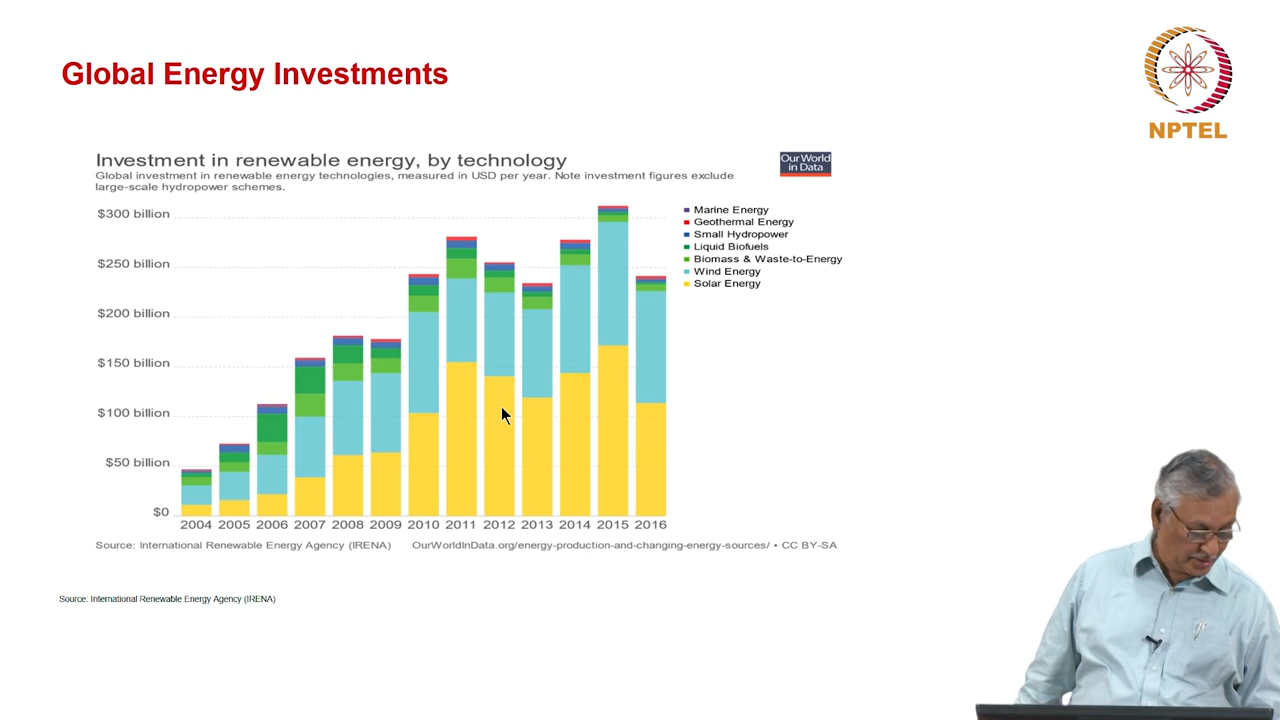 Global Energy Investments
NPTEL
Investment in renewable energy, by technology
Our World
in Data
Global investment in renewable energy technologies, measured in USD per year. Note investment figures exclude
large-scale hydropower schemes.
$300 billion
$250 billion
$200 billion
$150 billion
$100 billion
$50 billion
$0
Marine Energy
Geothermal Energy
Small Hydropower
Liquid Biofuels
Biomass & Waste-to-Energy
Wind Energy
Solar Energy
2004 2005 2006 2007 2008 2009 2010 2011 2012 2013 2014 2015 2016
Source: International Renewable Energy Agency (IRENA) OurWorldInData.org/energy-production-and-changing-energy-sources/ • CC BY-SA
Source: International Renewable Energy Agency (IRENA)